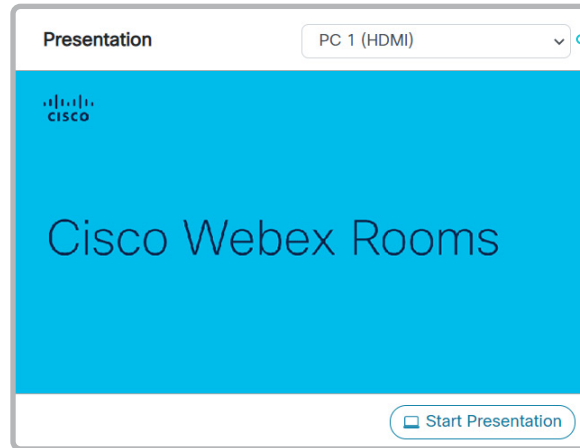 Presentation
PC 1 (HDMI)
CISCO
Cisco Webex Rooms
Start Presentation